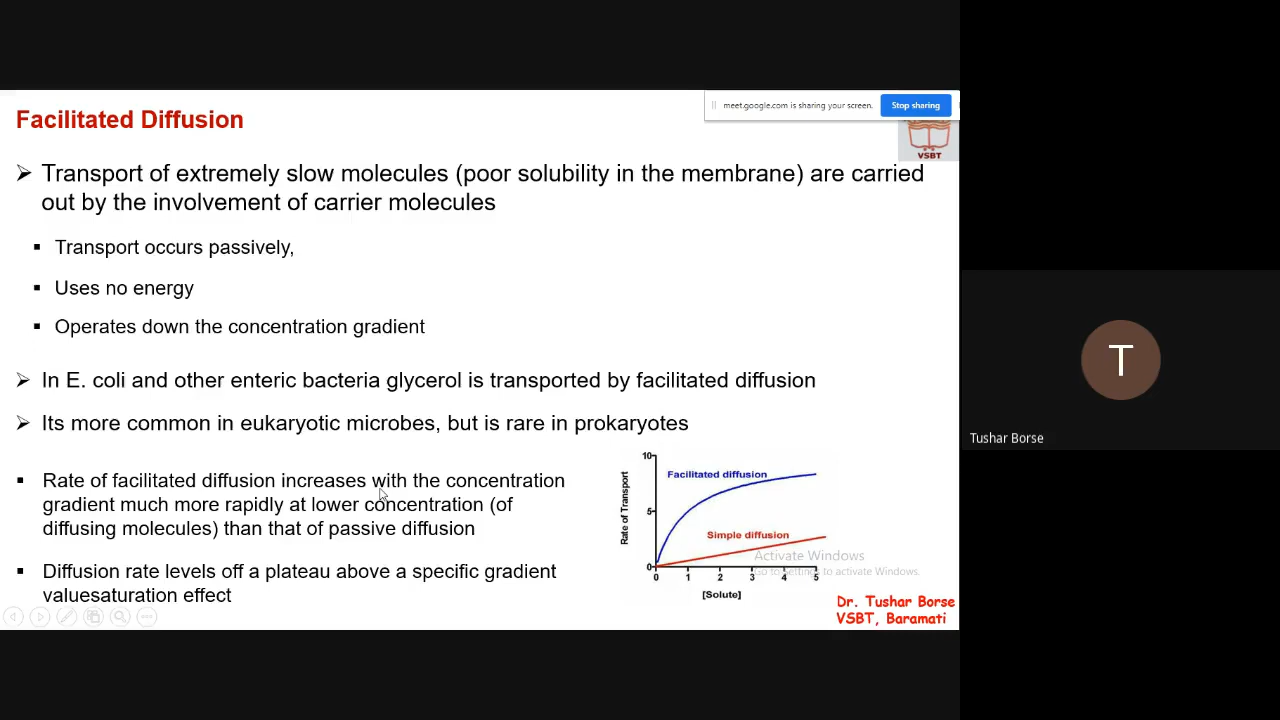 meet.google.com is sharing your screen.
Stop sharing
Facilitated Diffusion
VSBT
➢ Transport of extremely slow molecules (poor solubility in the membrane) are carried
out by the involvement of carrier molecules
▪ Transport occurs passively,
▪ Uses no energy
▪ Operates down the concentration gradient
➢ In E. coli and other enteric bacteria glycerol is transported by facilitated diffusion
➢ Its more common in eukaryotic microbes, but is rare in prokaryotes
▪ Rate of facilitated diffusion increases with the concentration
gradient much more rapidly at lower concentration (of
diffusing molecules) than that of passive diffusion
▪ Diffusion rate levels off a plateau above a specific gradient
valuesaturation effect
10
Facilitated diffusion
Rate of Transport
5
Simple diffusion
0
0 1 2 3 4 5
[Solute]
Activate Windows
Go to Settings to activate Windows.
Dr. Tushar Borse
VSBT, Baramati
T
Tushar Borse